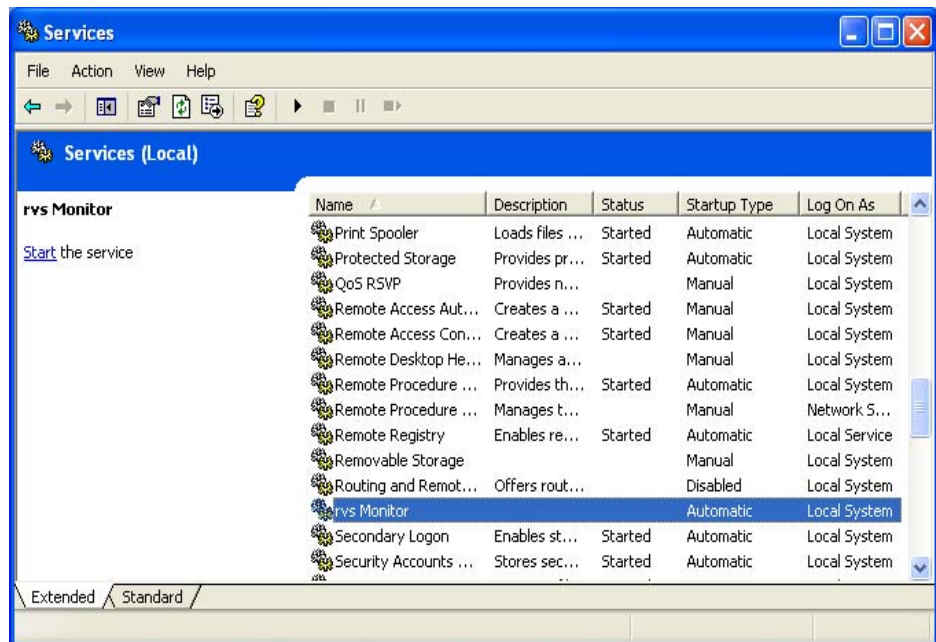 Services
File Action View Help
Services (Local)
rvs Monitor
Start the service
Name Description Status Startup Type Log On As
Print Spooler Loads files ... Started Automatic Local System
Protected Storage Provides pr... Started Automatic Local System
QoS RSVP Provides n... Manual Local System
Remote Access Aut... Creates a ... Started Manual Local System
Remote Access Con... Creates a ... Started Manual Local System
Remote Desktop He... Manages a... Manual Local System
Remote Procedure ... Provides th... Started Automatic Local System
Remote Procedure ... Manages t... Manual Network S...
Remote Registry Enables re... Started Automatic Local Service
Removable Storage Manual Local System
Routing and Remot... Offers rout... Disabled Local System
rvs Monitor Automatic Local System
Secondary Logon Enables st... Started Automatic Local System
Security Accounts ... Stores sec... Started Automatic Local System
Extended Standard